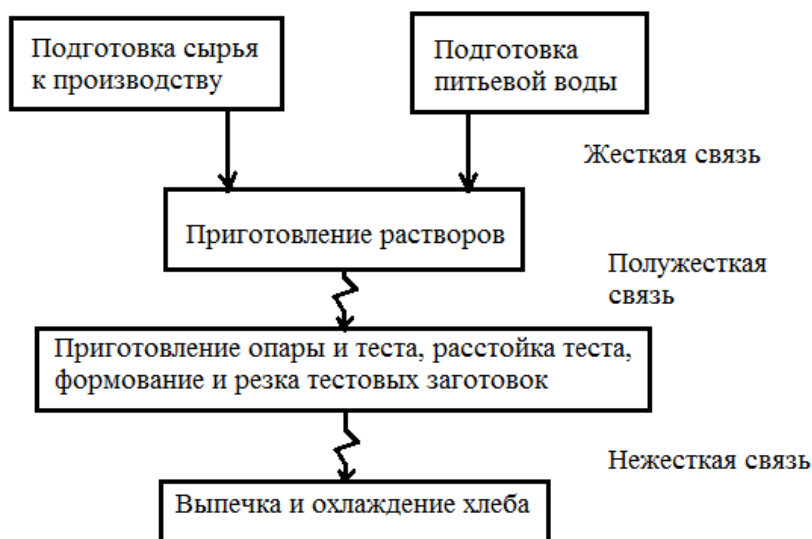 Подготовка сырья
к производству
Подготовка
питьевой воды
Жесткая связь
Приготовление растворов
Полужесткая
связь
Приготовление опары и теста, расстойка теста,
формование и резка тестовых заготовок
Нежесткая связь
Выпечка и охлаждение хлеба